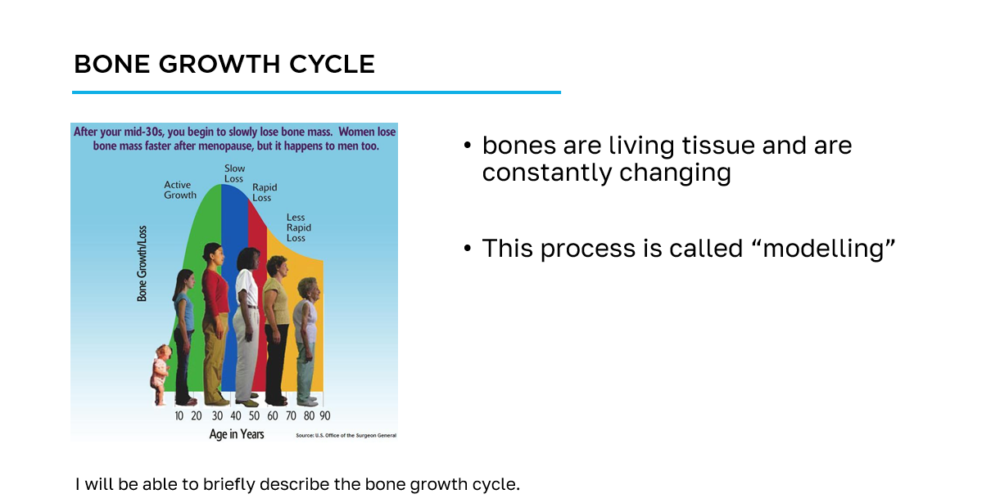 BONE GROWTH CYCLE
After your mid-30s, you begin to slowly lose bone mass. Women lose
bone mass faster after menopause, but it happens to men too.
Slow
Loss
Active
Growth
Rapid
Loss
Less
Rapid
Loss
Bone Growth/Loss
10 20 30 40 50 60 70 80 90
Age in Years
Source: U.S. Office of the Surgeon General
• bones are living tissue and are
constantly changing
• This process is called “modelling”
I will be able to briefly describe the bone growth cycle.